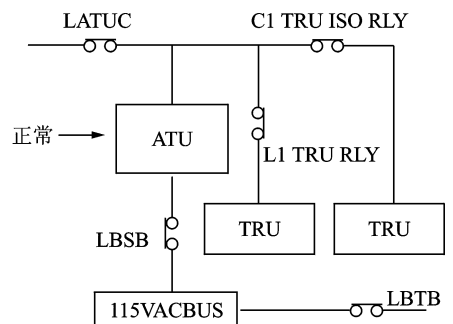 LATUC
C1 TRU ISO RLY
正常
ATU
L1 TRU RLY
TRU
TRU
LBSB
115VACBUS
LBTB